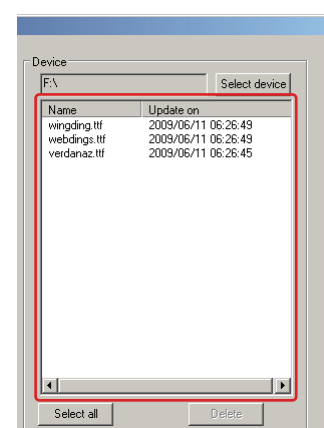 Device
F:\ Select device
Name Update on
wingding.ttf 2009/06/11 06:26:49
webdings.ttf 2009/06/11 06:26:49
verdanaz.ttf 2009/06/11 06:26:45
Select all Delete